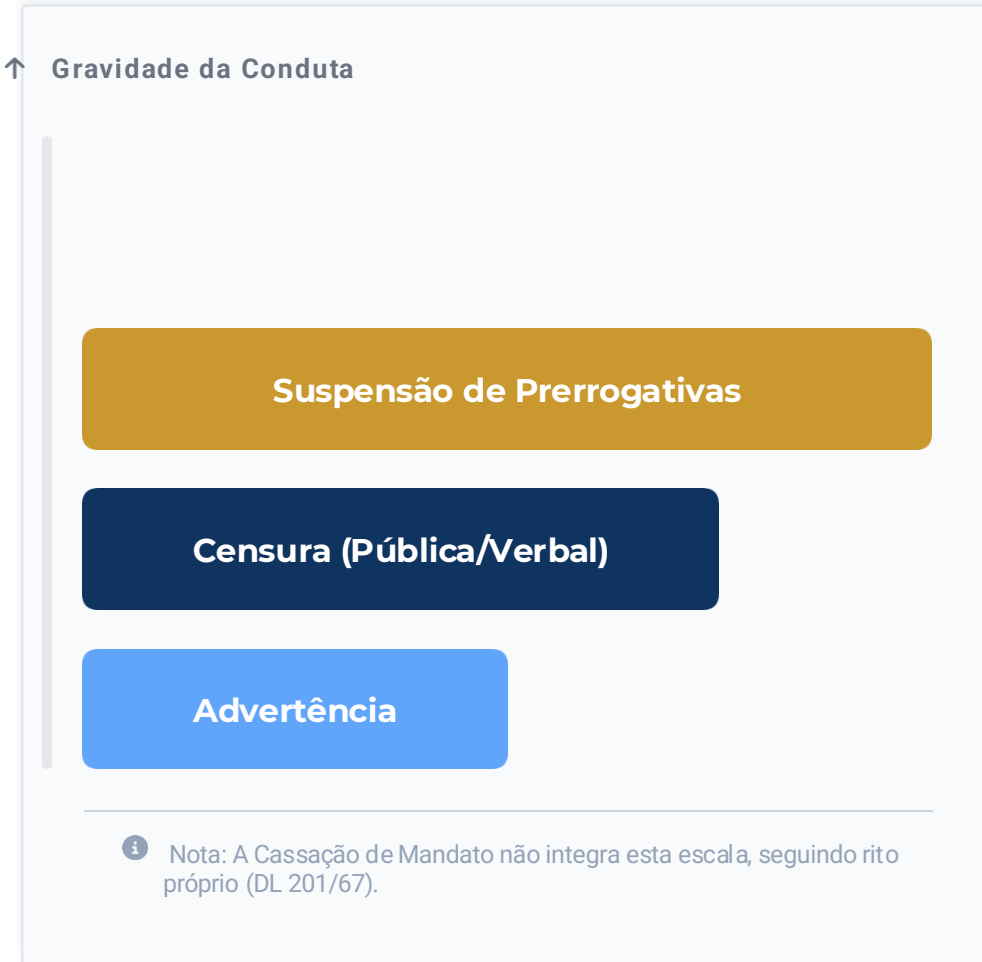 Gravidade da Conduta
Suspensão de Prerrogativas
Censura (Pública/Verbal)
Advertência
Nota: A Cassação de Mandato não integra esta escala, seguindo rito
próprio (DL 201/67).